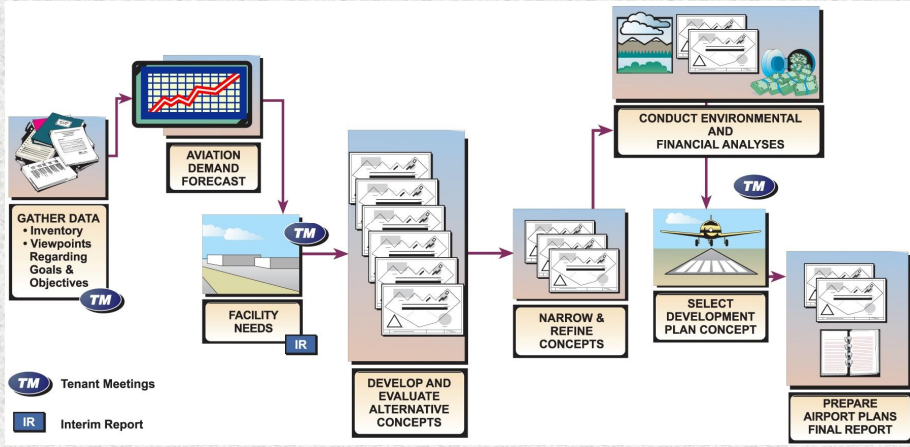 GATHER DATA
• Inventory
• Viewpoints
Regarding
Goals &
Objectives
TM
AVIATION
DEMAND
FORECAST
TM
FACILITY
NEEDS
IR
DEVELOP AND
EVALUATE
ALTERNATIVE
CONCEPTS
NARROW &
REFINE
CONCEPTS
CONDUCT ENVIRONMENTAL
AND
FINANCIAL ANALYSES
TM
SELECT
DEVELOPMENT
PLAN CONCEPT
PREPARE
AIRPORT PLANS
FINAL REPORT
TM Tenant Meetings
IR Interim Report